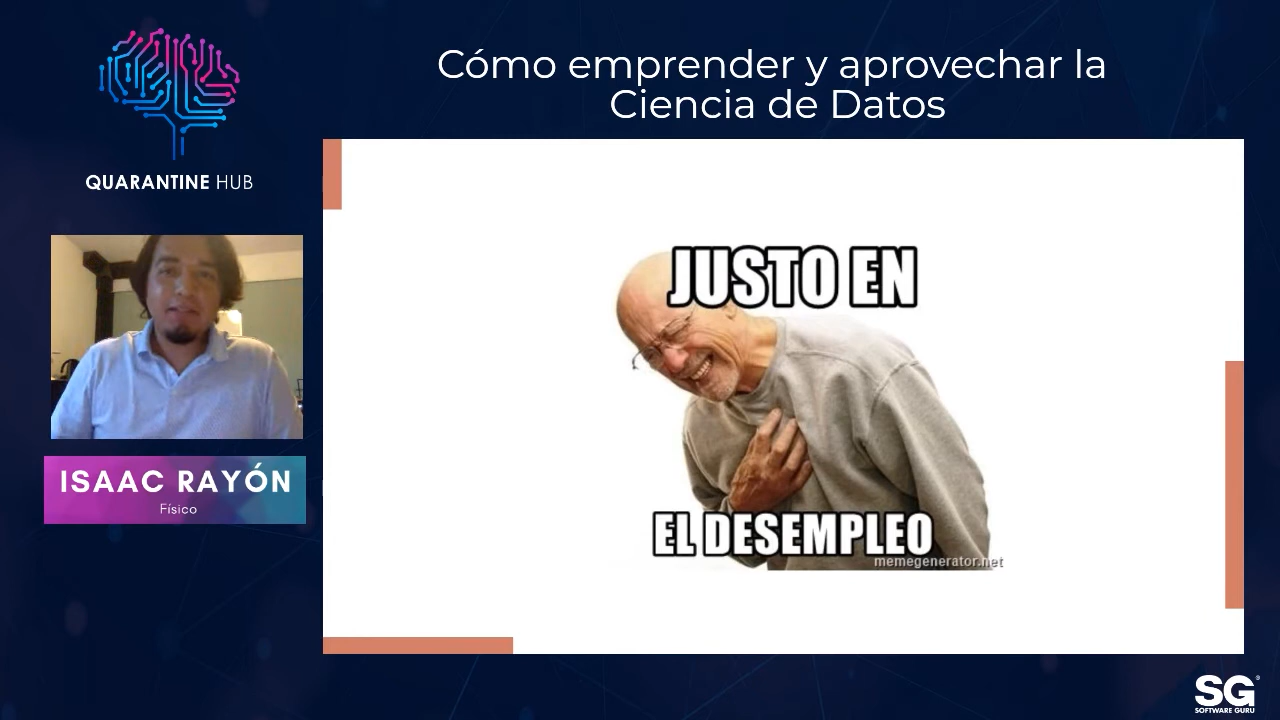 Cómo emprender y aprovechar la
Ciencia de Datos
QUARANTINE HUB
JUSTO EN
EL DESEMPLEO
memegenerator.net
ISAAC RAYÓN
Físico
SG
SOFTWARE GURU